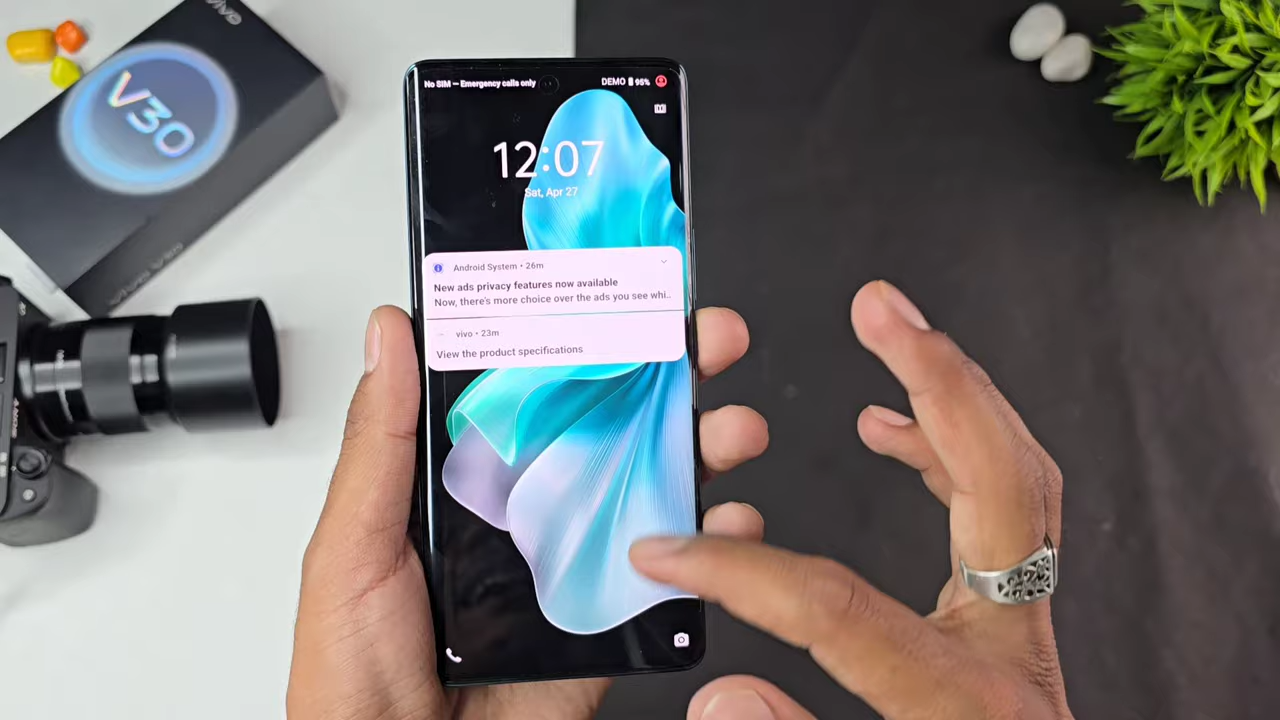 vivo
V30
No SIM — Emergency calls only
DEMO 95%
12:07
Sat, Apr 27
Android System • 26m
New ads privacy features now available
Now, there's more choice over the ads you see whi..
vivo • 23m
View the product specifications
SONY